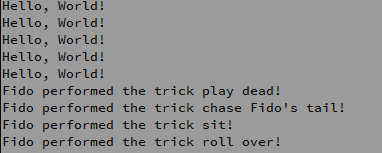 Hello, World!
Hello, World!
Hello, World!
Hello, World!
Hello, World!
Fido performed the trick play dead!
Fido performed the trick chase Fido's tail!
Fido performed the trick sit!
Fido performed the trick roll over!